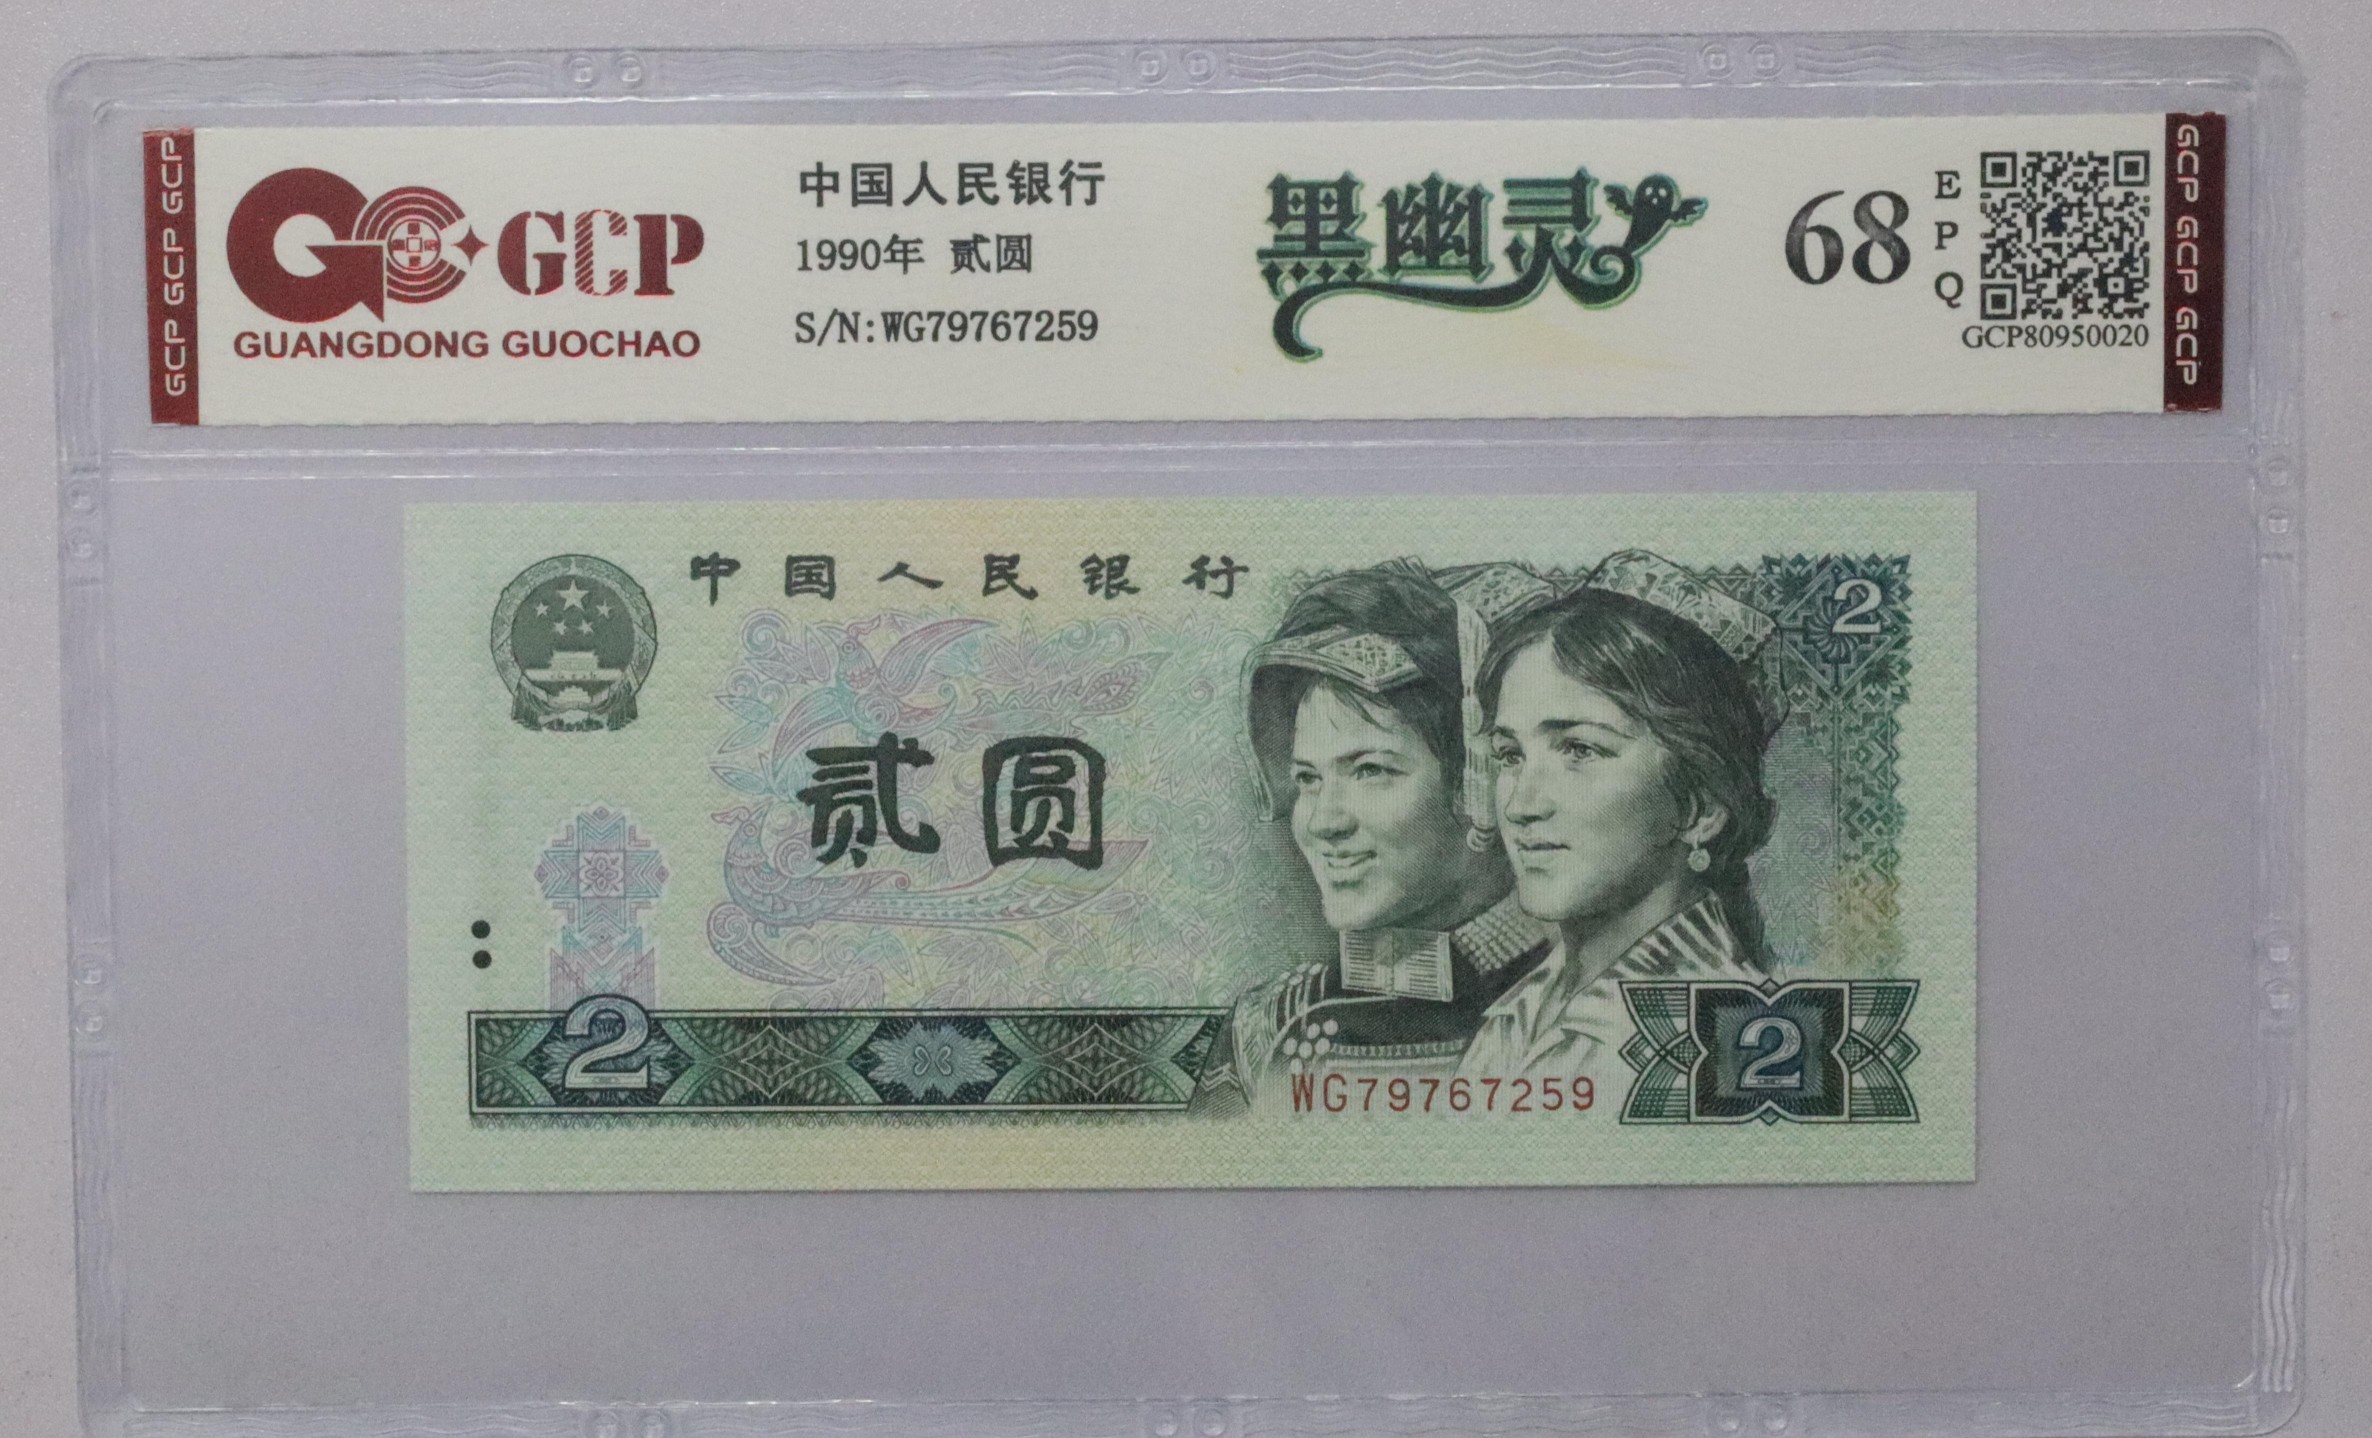 GCP GCP GCP
GCP
GUANGDONG GUOCHAO
中国人民银行
1990年 贰圆
S/N:WG79767259
黑幽灵
68
E
P
Q
GCP80950020
GCP GCP GCP
中国人民银行
2
贰圆
2
WG79767259
2